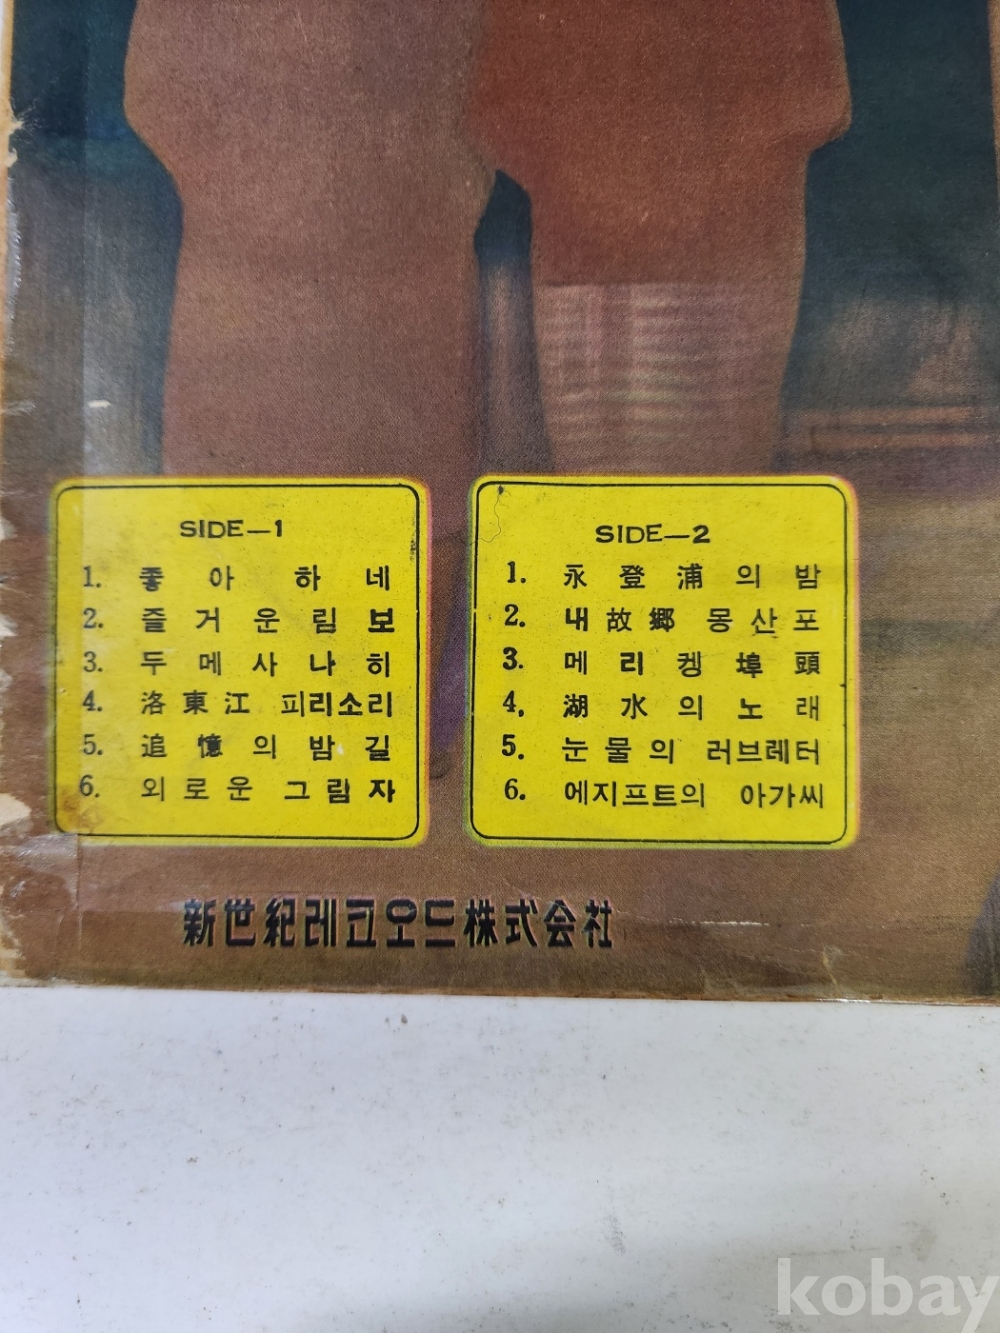 SIDE—1
1. 좋아하네
2. 즐거운림보
3. 두메사나히
4. 洛東江 피리소리
5. 追憶의밤길
6. 외로운 그림자
SIDE—2
1. 永登浦의밤
2. 내故郷 몽산포
3. 메리켕埠頭
4. 湖水의노래
5. 눈물의 러브레터
6. 에지프트의 아가씨
新世紀레코오드株式会社
kobay